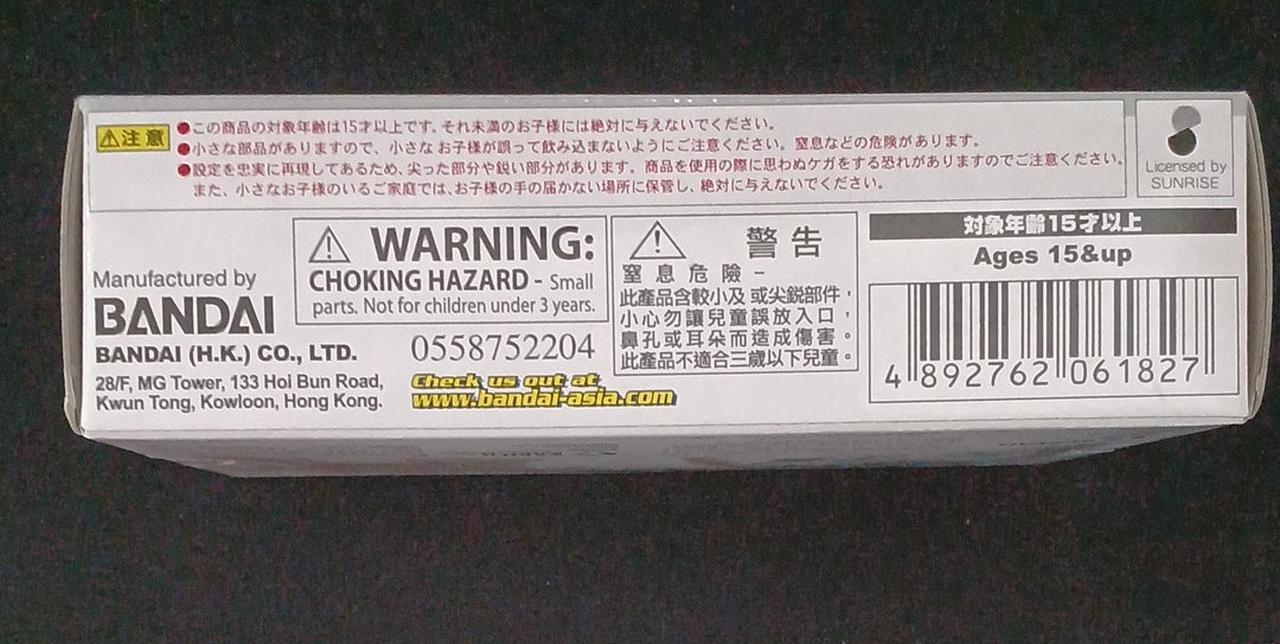 注意
●この商品の対象年齢は15才以上です。それ未満のお子様には絶対に与えないでください。
●小さな部品がありますので、小さなお子様が誤って飲み込まないようにご注意ください。窒息などの危険があります。
●設定を忠実に再現してあるため、尖った部分や鋭い部分があります。商品を使用の際に思わぬケガをする恐れがありますのでご注意ください。
また、小さなお子様のいるご家庭では、お子様の手の届かない場所に保管し、絶対に与えないでください。
Licensed by
SUNRISE
Manufactured by
BANDAI
BANDAI (H.K.) CO., LTD.
28/F, MG Tower, 133 Hoi Bun Road,
Kwun Tong, Kowloon, Hong Kong.
WARNING:
CHOKING HAZARD - Small
parts. Not for children under 3 years.
0558752204
Check us out at
www.bandai-asia.com
警告
窒息危險-
此產品含較小及或尖銳部件，
小心勿讓兒童誤放入口，
鼻孔或耳朵而造成傷害。
此產品不適合三歲以下兒童。
対象年齢15才以上
Ages 15&up
4 892762 061827